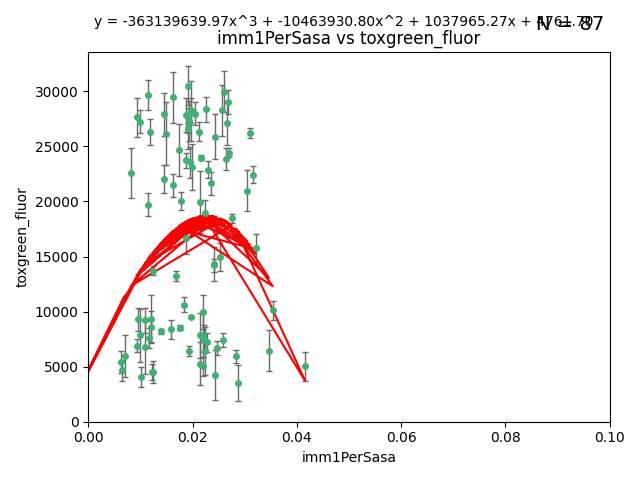 y = -363139639.97x^3 + -10463930.80x^2 + 1037965.27x + 4761.70
N = 87
imm1PerSasa vs toxgreen_fluor
30000
25000
20000
15000
10000
5000
0
toxgreen_fluor
0.00 0.02 0.04 0.06 0.08 0.10
imm1PerSasa